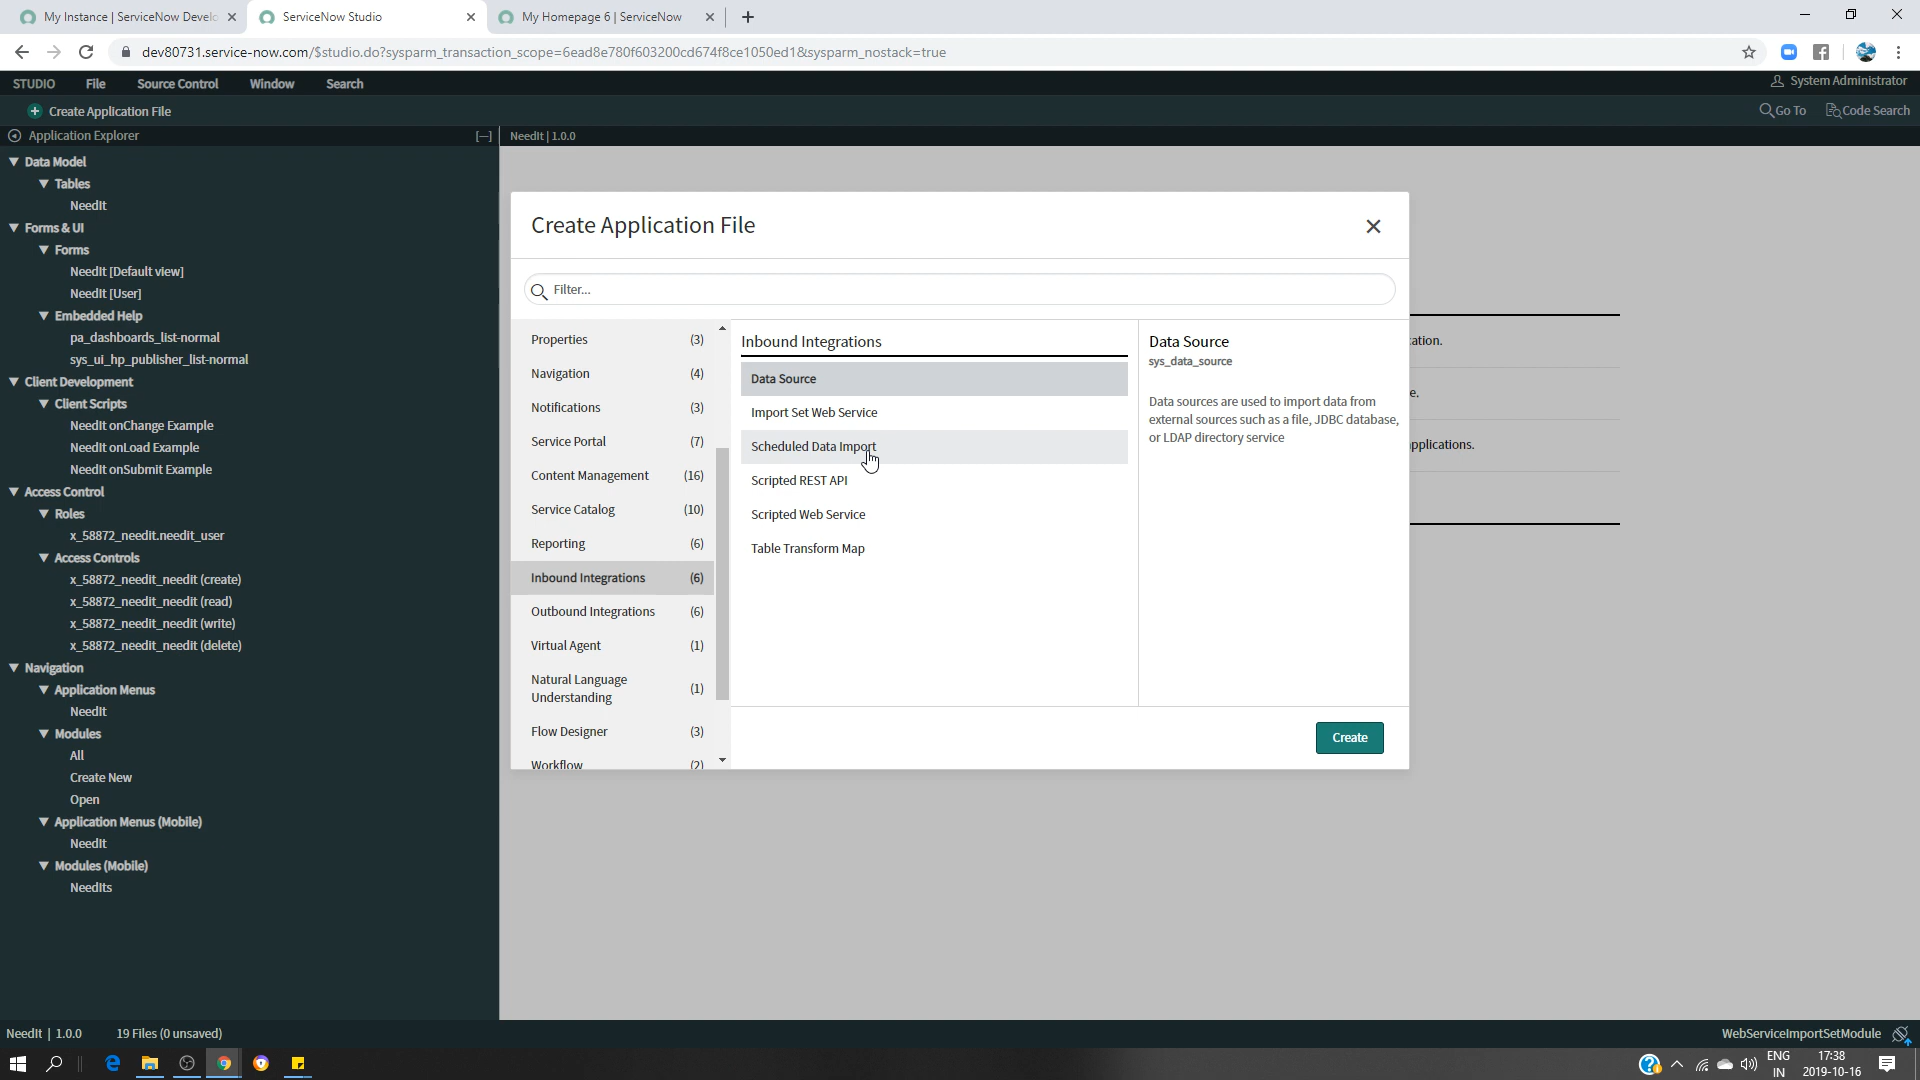 My Instance | ServiceNow Develo
ServiceNow Studio
My Homepage 6 | ServiceNow
dev80731.service-now.com/$studio.do?sysparm_transaction_scope=6ead8e780f603200cd674f8ce1050ed1&sysparm_nostack=true
STUDIO File Source Control Window Search
System Administrator
Create Application File
Go To Code Search
Application Explorer
NeedIt | 1.0.0
Data Model
Tables
NeedIt
Forms & UI
Forms
NeedIt [Default view]
NeedIt [User]
Embedded Help
pa_dashboards_list-normal
sys_ui_hp_publisher_list-normal
Client Development
Client Scripts
NeedIt onChange Example
NeedIt onLoad Example
NeedIt onSubmit Example
Access Control
Roles
x_58872_needit.needit_user
Access Controls
x_58872_needit_needit (create)
x_58872_needit_needit (read)
x_58872_needit_needit (write)
x_58872_needit_needit (delete)
Navigation
Application Menus
NeedIt
Modules
All
Create New
Open
Application Menus (Mobile)
NeedIt
Modules (Mobile)
NeedIts
Create Application File
Filter...
Properties (3)
Navigation (4)
Notifications (3)
Service Portal (7)
Content Management (16)
Service Catalog (10)
Reporting (6)
Inbound Integrations (6)
Outbound Integrations (6)
Virtual Agent (1)
Natural Language
Understanding (1)
Flow Designer (3)
Workflow (2)
Inbound Integrations
Data Source
Import Set Web Service
Scheduled Data Import
Scripted REST API
Scripted Web Service
Table Transform Map
Data Source
sys_data_source
Data sources are used to import data from
external sources such as a file, JDBC database,
or LDAP directory service
Create
ation.
e.
pplications.
NeedIt | 1.0.0 19 Files (0 unsaved)
WebServiceImportSetModule
ENG
IN
17:38
2019-10-16